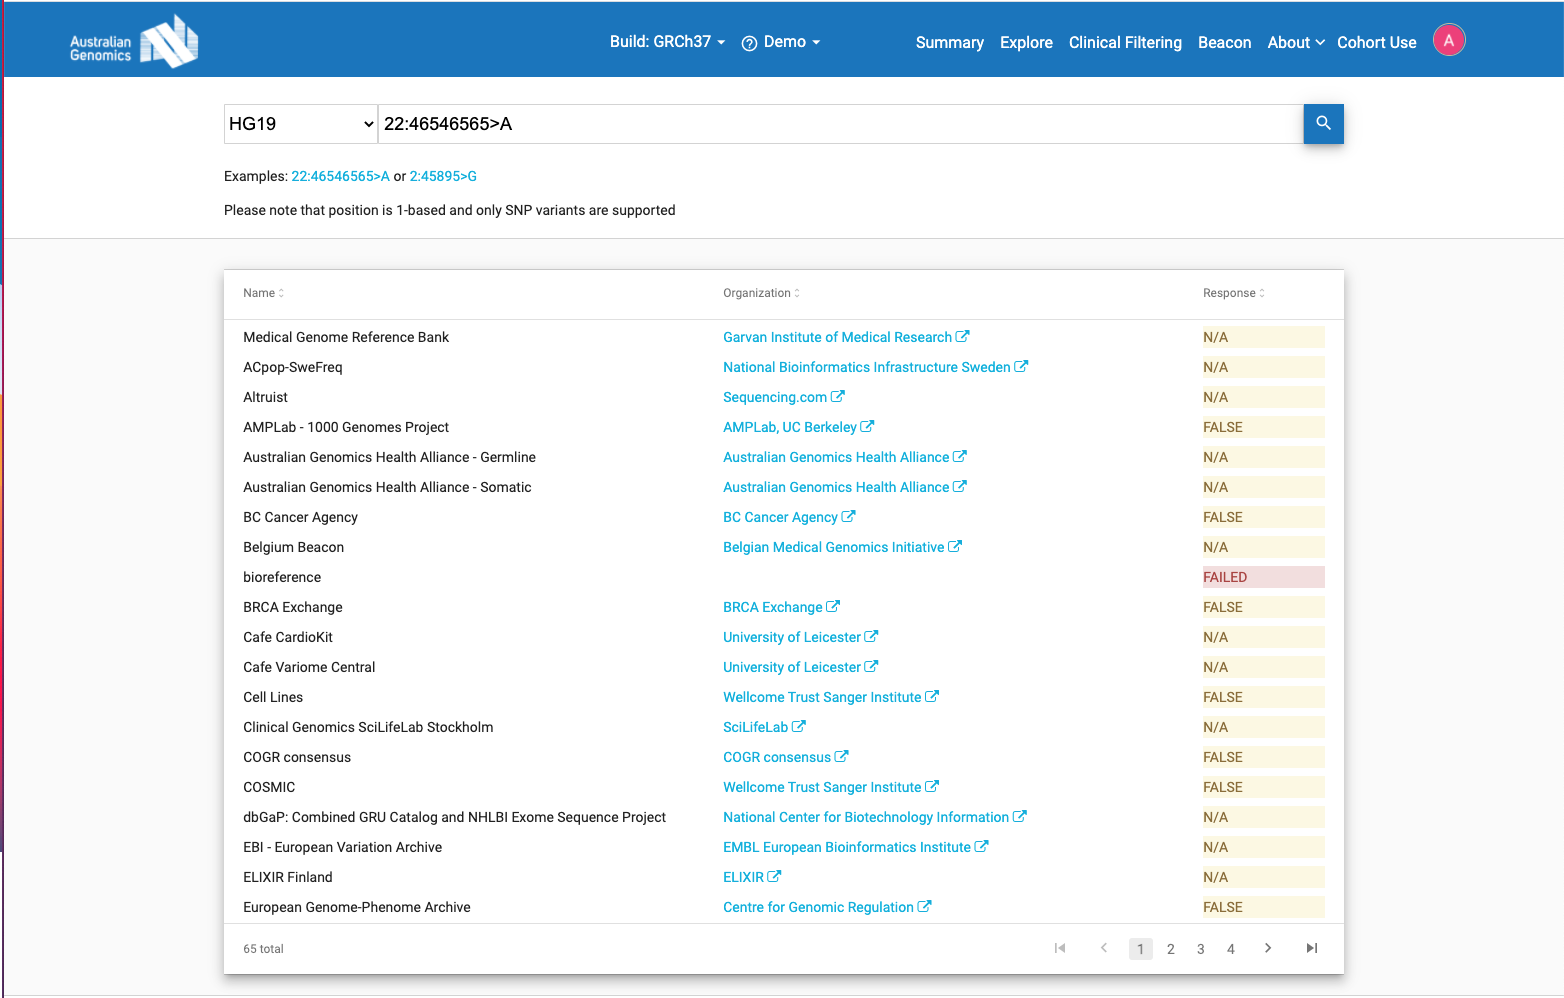 Australian
Genomics
Build: GRCh37 Demo Summary Explore Clinical Filtering Beacon About Cohort Use A
HG19 22:46546565>A
Examples: 22:46546565>A or 2:45895>G
Please note that position is 1-based and only SNP variants are supported
Name Organization Response
Medical Genome Reference Bank Garvan Institute of Medical Research N/A
ACpop-SweFreq National Bioinformatics Infrastructure Sweden N/A
Altruist Sequencing.com N/A
AMPLab - 1000 Genomes Project AMPLab, UC Berkeley FALSE
Australian Genomics Health Alliance - Germline Australian Genomics Health Alliance N/A
Australian Genomics Health Alliance - Somatic Australian Genomics Health Alliance N/A
BC Cancer Agency BC Cancer Agency FALSE
Belgium Beacon Belgian Medical Genomics Initiative N/A
bioreference FAILED
BRCA Exchange BRCA Exchange FALSE
Cafe CardioKit University of Leicester N/A
Cafe Variome Central University of Leicester N/A
Cell Lines Wellcome Trust Sanger Institute FALSE
Clinical Genomics SciLifeLab Stockholm SciLifeLab N/A
COGR consensus COGR consensus FALSE
COSMIC Wellcome Trust Sanger Institute FALSE
dbGaP: Combined GRU Catalog and NHLBI Exome Sequence Project National Center for Biotechnology Information N/A
EBI - European Variation Archive EMBL European Bioinformatics Institute N/A
ELIXIR Finland ELIXIR N/A
European Genome-Phenome Archive Centre for Genomic Regulation FALSE
65 total 1 2 3 4